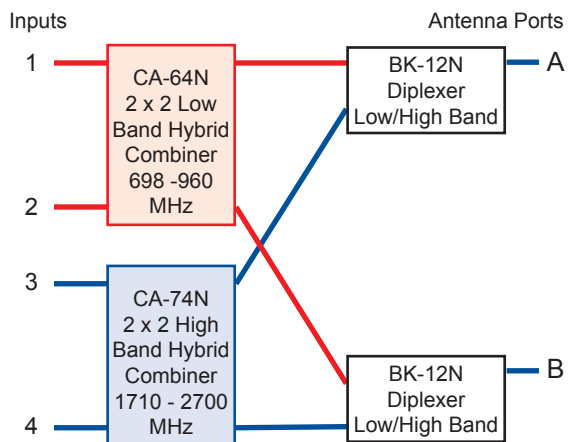 Inputs
Antenna Ports
1
CA-64N
2 x 2 Low
Band Hybrid
Combiner
698 -960
MHz
BK-12N
Diplexer
Low/High Band
A
2
3
CA-74N
2 x 2 High
Band Hybrid
Combiner
1710 - 2700
MHz
4
BK-12N
Diplexer
Low/High Band
B